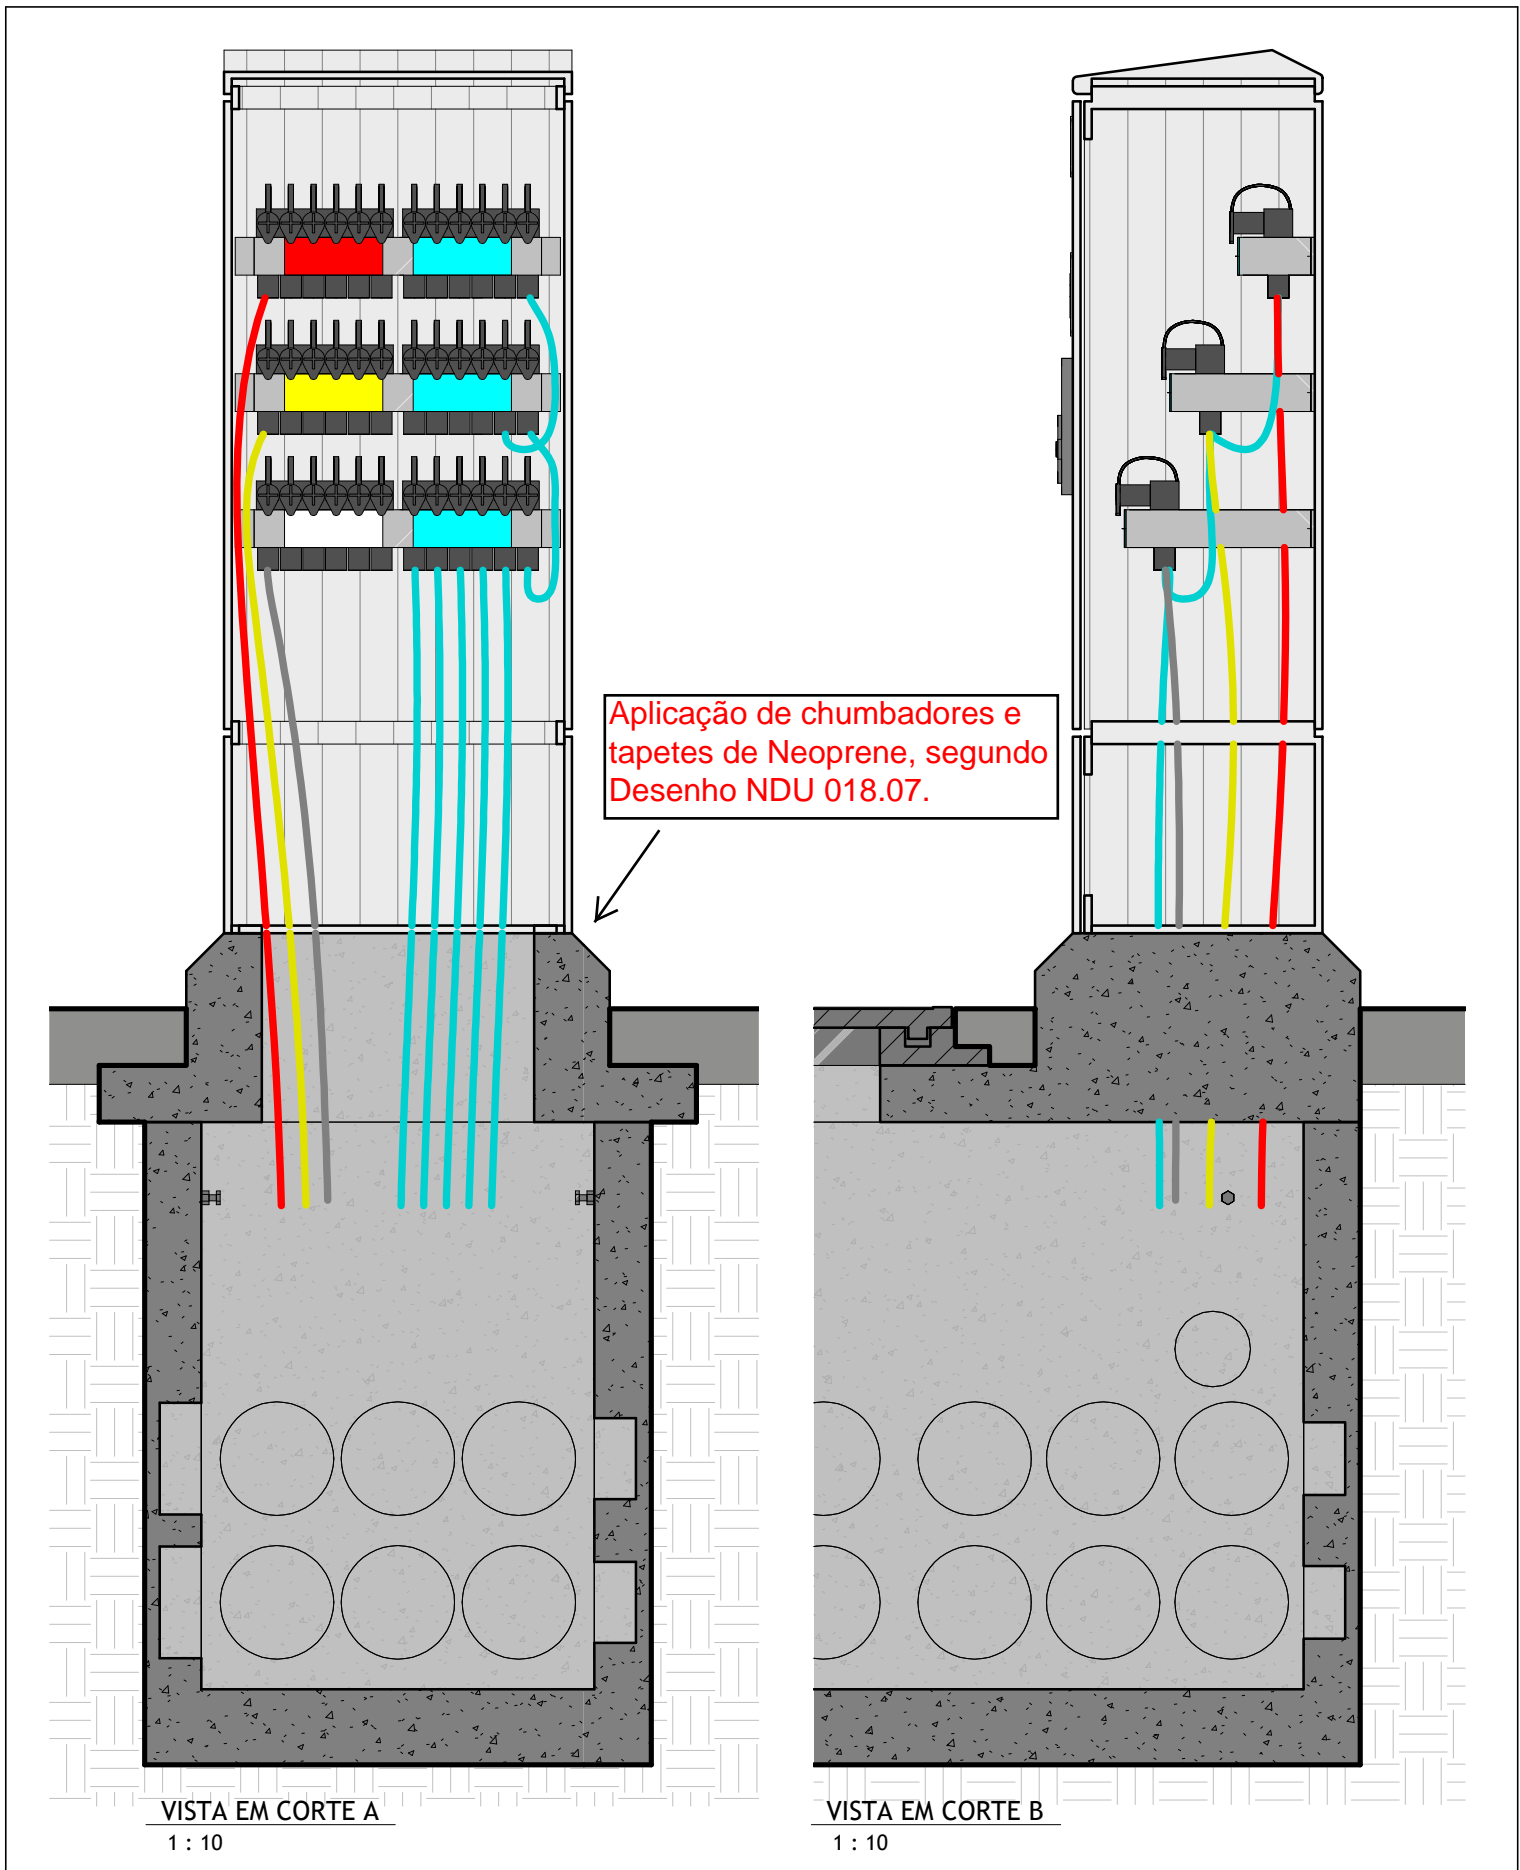 Aplicação de chumbadores e
tapetes de Neoprene, segundo
Desenho NDU 018.07.
VISTA EM CORTE A
1 : 10
VISTA EM CORTE B
1 : 10